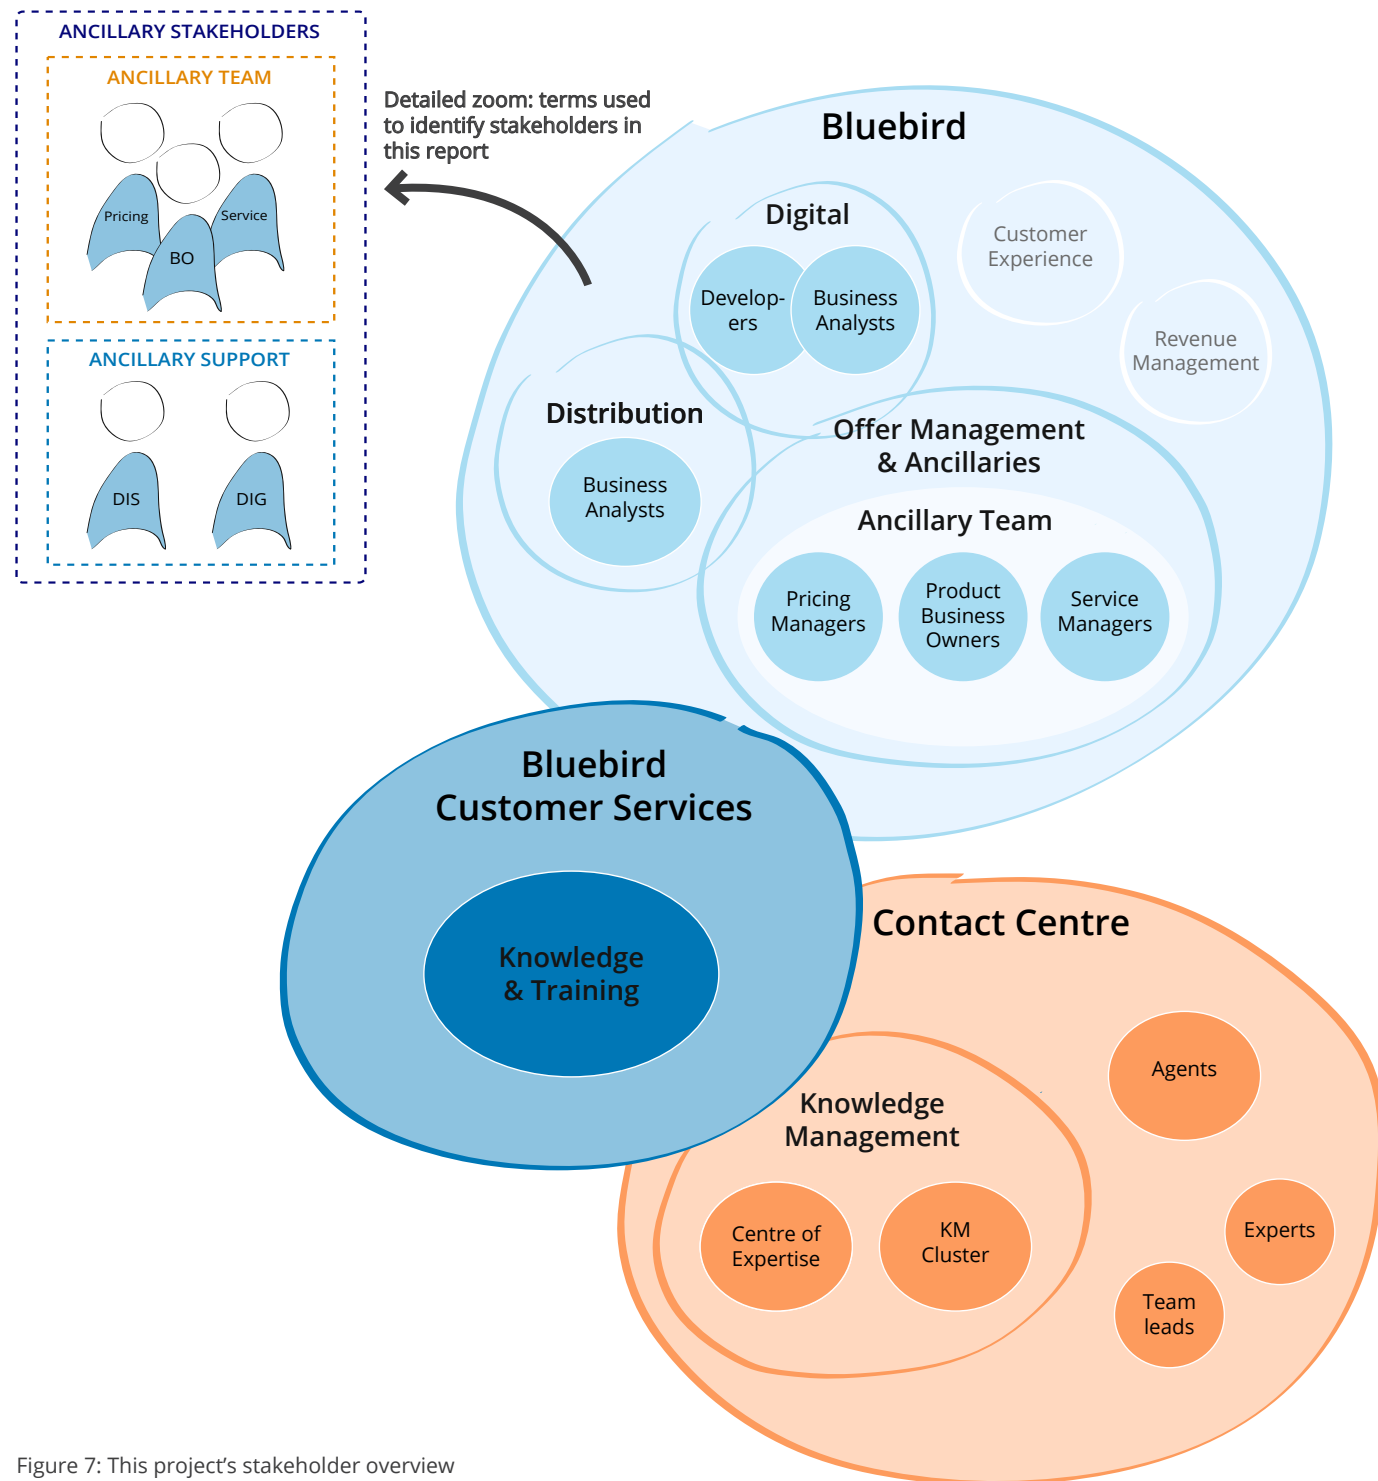 ANCILLARY STAKEHOLDERS
ANCILLARY TEAM
Pricing
Service
BO
ANCILLARY SUPPORT
DIS
DIG
Detailed zoom: terms used
to identify stakeholders in
this report
Bluebird
Digital
Develop-
ers
Business
Analysts
Customer
Experience
Revenue
Management
Distribution
Business
Analysts
Offer Management
& Ancillaries
Ancillary Team
Pricing
Managers
Product
Business
Owners
Service
Managers
Bluebird
Customer Services
Knowledge
& Training
Contact Centre
Knowledge
Management
Centre of
Expertise
KM
Cluster
Agents
Experts
Team
leads
Figure 7: This project’s stakeholder overview